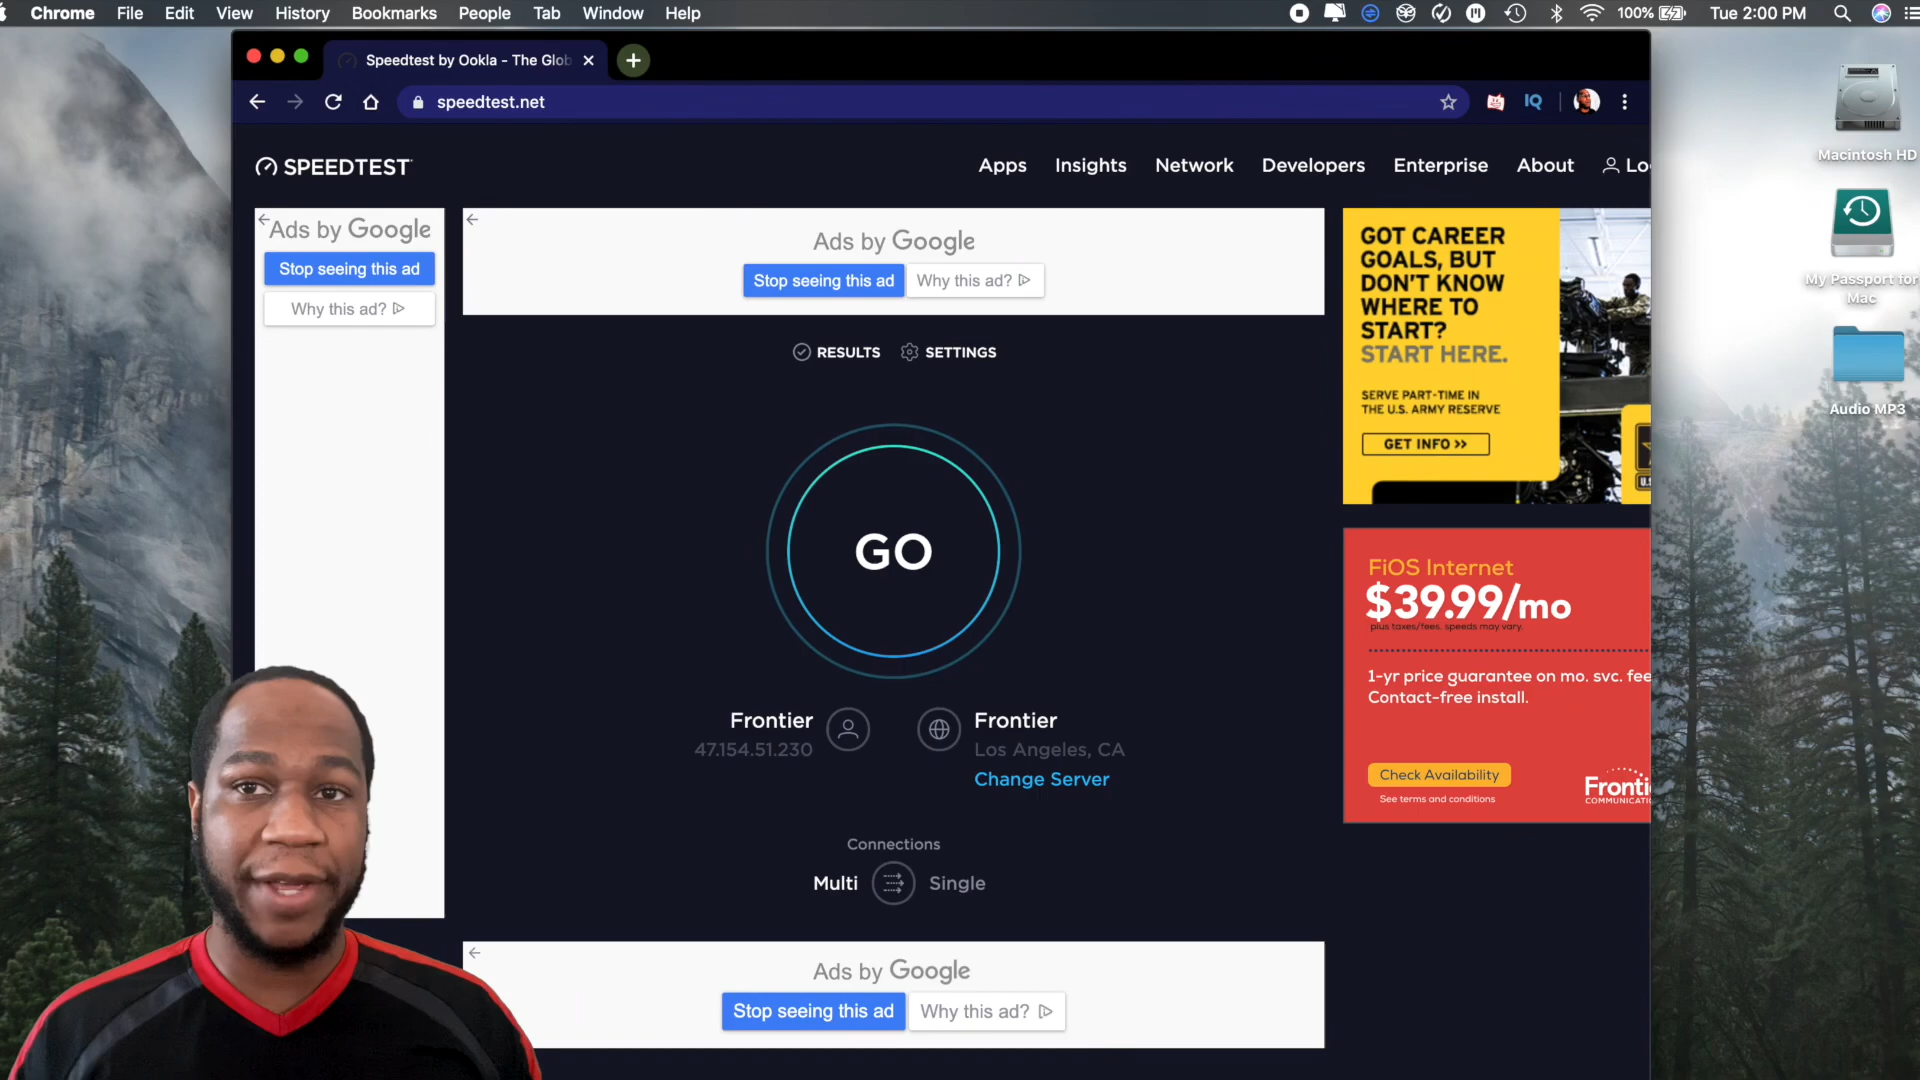 Chrome File Edit View History Bookmarks People Tab Window Help
100% Tue 2:00 PM
Speedtest by Ookla - The Glob
speedtest.net
IQ
SPEEDTEST
Apps Insights Network Developers Enterprise About Lo
Ads by Google
Stop seeing this ad
Why this ad?
Ads by Google
Stop seeing this ad Why this ad?
RESULTS SETTINGS
GO
Frontier
47.154.51.230
Frontier
Los Angeles, CA
Change Server
Connections
Multi Single
Ads by Google
Stop seeing this ad Why this ad?
GOT CAREER
GOALS, BUT
DON'T KNOW
WHERE TO
START?
START HERE.
SERVE PART-TIME IN
THE U.S. ARMY RESERVE
GET INFO >>
FiOS Internet
$39.99/mo
plus taxes/fees. speeds may vary.
1-yr price guarantee on mo. svc. fee
Contact-free install.
Check Availability
See terms and conditions
Fronti
COMMUNICATI
Macintosh HD
My Passport for
Mac
Audio MP3